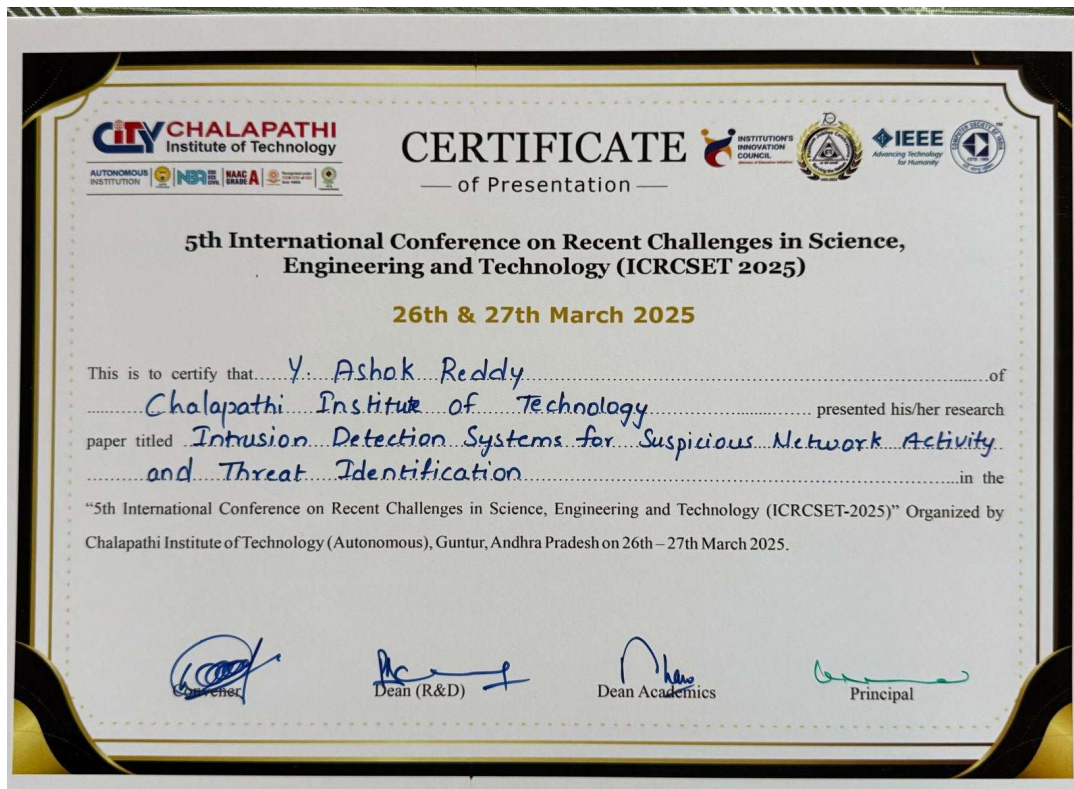 CITY CHALAPATHI
Institute of Technology
AUTONOMOUS
INSTITUTION
NBA
NAAC
GRADE A
CERTIFICATE
of Presentation
INSTITUTION'S
INNOVATION
COUNCIL
IEEE
Advancing Technology
for Humanity
COMPUTER SOCIETY OF INDIA
5th International Conference on Recent Challenges in Science,
Engineering and Technology (ICRCSET 2025)
26th & 27th March 2025
This is to certify that Y. Ashok Reddy of
Chalapathi Institute of Technology presented his/her research
paper titled Intrusion Detection Systems for Suspicious Network Activity
and Threat Identification in the
“5th International Conference on Recent Challenges in Science, Engineering and Technology (ICRCSET-2025)” Organized by
Chalapathi Institute of Technology (Autonomous), Guntur, Andhra Pradesh on 26th – 27th March 2025.
Convener
Dean (R&D)
Dean Academics
Principal